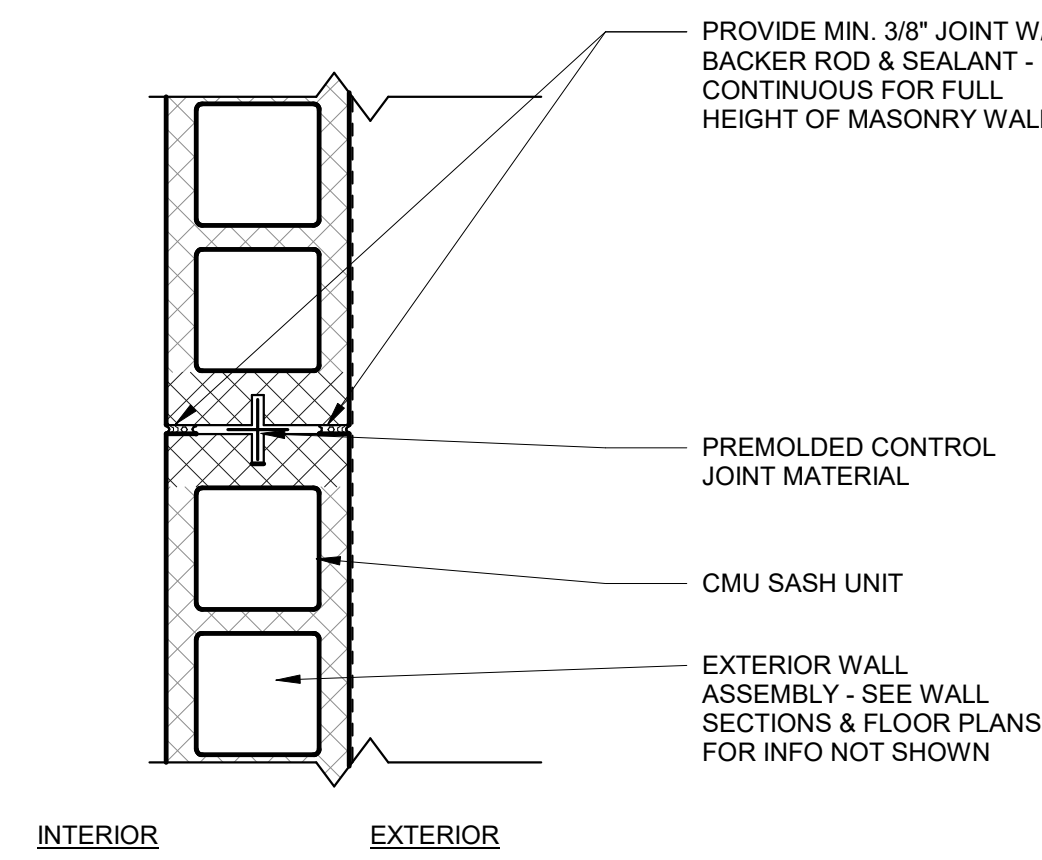 PROVIDE MIN. 3/8" JOINT
BACKER ROD & SEALANT -
CONTINUOUS FOR FULL
HEIGHT OF MASONRY
PREMOLDED CONTROL
JOINT MATERIAL
CMU SASH UNIT
EXTERIOR WALL
ASSEMBLY - SEE WALL
SECTIONS & FLOOR PLANS
FOR INFO NOT SHOWN
INTERIOR
EXTERIOR